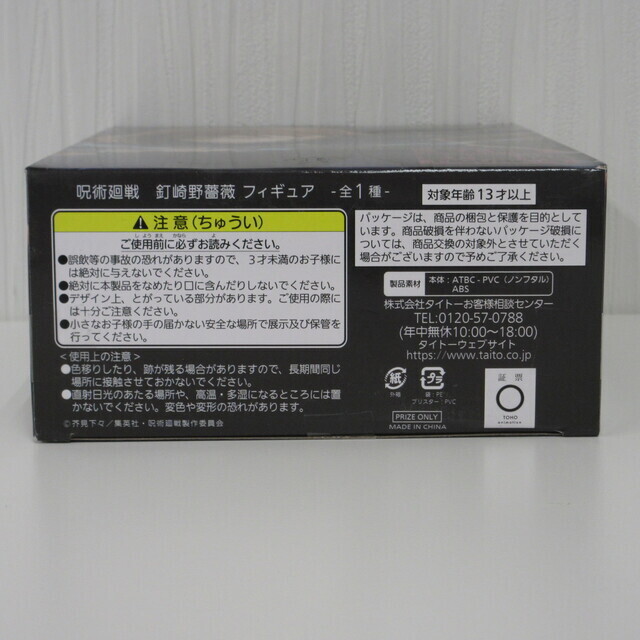 呪術廻戦 釘崎野薔薇 フィギュア -全1種-
対象年齢13才以上
注意(ちゅうい)
しようまえ かなら よ
ご使用前に必ずお読みください。
●誤飲等の事故の恐れがありますので、3才未満のお子様には絶対に与えないでください。
●絶対に本製品をなめたり口に含んだりしないでください。
●デザイン上、とがっている部分があります。ご使用の際には十分ご注意ください。
●小さなお子様の手の届かない安全な場所で展示及び保管を行ってください。
<使用上の注意>
●色移りしたり、跡が残る場合がありますので、長期間同じ場所に接触させておかないでください。
●直射日光のあたる場所や、高温・多湿になるところには置かないでください。変色や変形の恐れがあります。
©芥見下々/集英社・呪術廻戦製作委員会
パッケージは、商品の梱包と保護を目的としています。商品破損を伴わないパッケージ破損については、商品交換の対象外とさせていただく場合がございますので予めご了承ください。
製品素材
本体:ATBC-PVC(ノンフタル)
ABS
株式会社タイトーお客様相談センター
TEL:0120-57-0788
(年中無休10:00~18:00)
タイトーウェブサイト
https://www.taito.co.jp
紙
外箱
プラ
袋:PE
ブリスター:PVC
PRIZE ONLY
MADE IN CHINA
証票
TOHO
animation